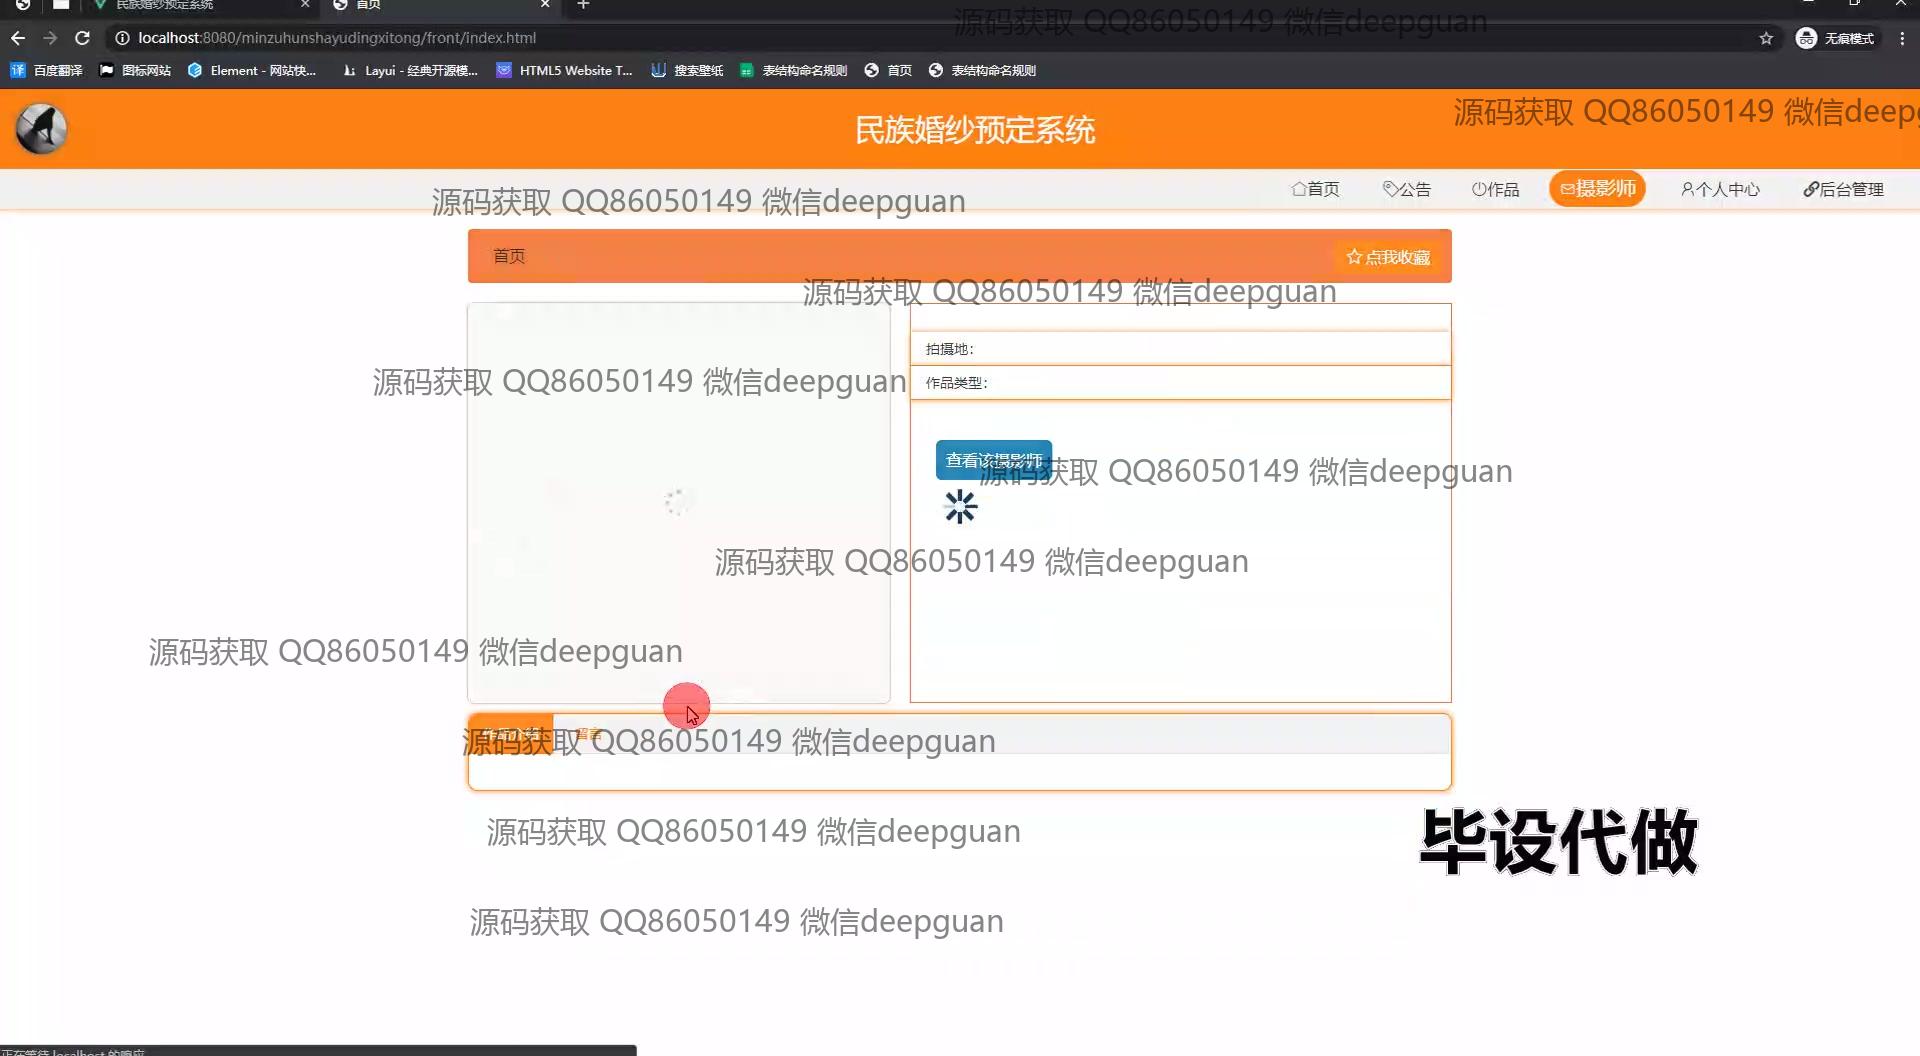 民族婚纱预定系统
首页
源码获取 QQ86050149 微信deepguan
localhost:8080/minzuhunshayudingxitong/front/index.html
无痕模式
百度翻译
图标网站
Element - 网站快...
Layui - 经典开源模...
HTML5 Website T...
搜索壁纸
表结构命名规则
首页
表结构命名规则
民族婚纱预定系统
源码获取 QQ86050149 微信deepg
首页
公告
作品
摄影师
个人中心
后台管理
源码获取 QQ86050149 微信deepguan
首页
点我收藏
源码获取 QQ86050149 微信deepguan
拍摄地：
作品类型：
源码获取 QQ86050149 微信deepguan
查看该摄影师
源码获取 QQ86050149 微信deepguan
源码获取 QQ86050149 微信deepguan
源码获取 QQ86050149 微信deepguan
作品介绍
留言
源码获取 QQ86050149 微信deepguan
源码获取 QQ86050149 微信deepguan
毕设代做
源码获取 QQ86050149 微信deepguan
正在等待 localhost 的响应